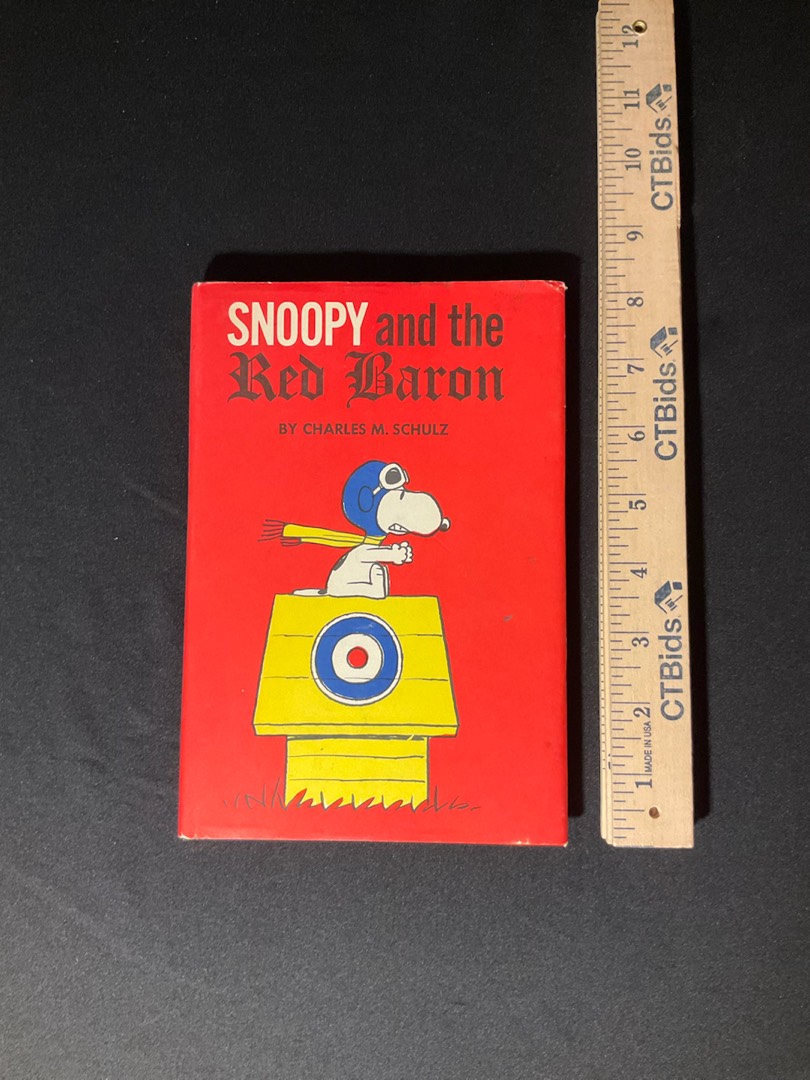 SNOOPY and the
Red Baron
BY CHARLES M. SCHULZ
12
11
CTBids.
10
9
8
7
CTBids.
6
5
4
3
CTBids.
2
MADE IN USA
1